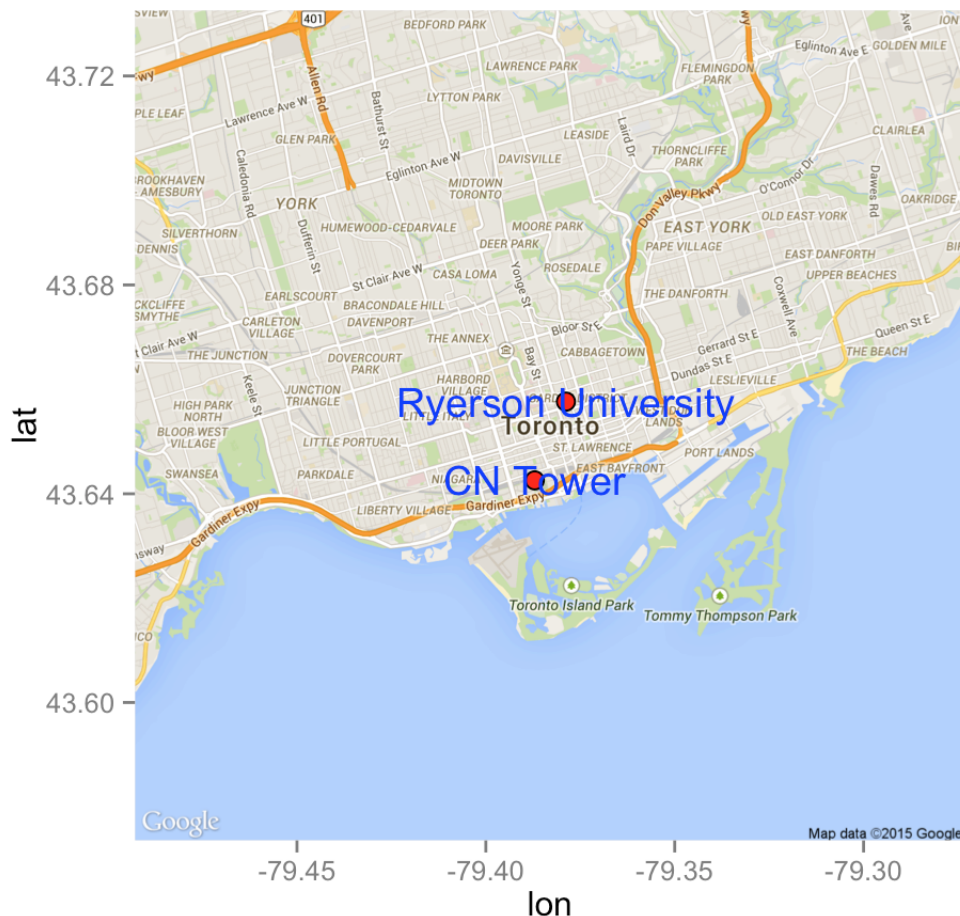 401
BEDFORD PARK
Eglinton Ave E
GOLDEN MILE
43.72
Allen Rd
LAWRENCE PARK
FLEMINGDON
PARK
Lawrence Ave W
Bathurst St
LYTTON PARK
GLEN PARK
LEASIDE
Laird Dr
CLAIRLEA
THORNCLIFFE
PARK
DAVISVILLE
Eglinton Ave W
Caledonia Rd
MIDTOWN
TORONTO
O'Connor Dr
Dawes Rd
Don Valley Pkwy
OAKRIDGE
YORK
OLD EAST YORK
EAST YORK
SILVERTHORN
Dufferin St
HUMEWOOD-CEDARVALE
MOORE PARK
DEER PARK
PAPE VILLAGE
EAST DANFORTH
DENNIS
St Clair Ave W
CASA LOMA
Yonge St
ROSEDALE
UPPER BEACHES
43.68
EARLSCOURT
BRACONDALE HILL
THE DANFORTH
Coxwell Ave
CARLETON
VILLAGE
DAVENPORT
Bloor St E
Queen St E
t Clair Ave W
THE ANNEX
Bay St
CABBAGETOWN
Gerrard St E
THE BEACH
THE JUNCTION
DOVERCOURT
PARK
Dundas St E
Keele St
JUNCTION
TRIANGLE
HARBORD
VILLAGE
LESLIEVILLE
HIGH PARK
NORTH
Ryerson University
lat
BLOOR WEST
VILLAGE
Toronto
LITTLE PORTUGAL
ST. LAWRENCE
PORT LANDS
SWANSEA
PARKDALE
CN Tower
EAST BAYFRONT
43.64
LIBERTY VILLAGE
Gardiner Expy
Gardiner Expy
Toronto Island Park
Tommy Thompson Park
43.60
Google
Map data ©2015 Google
-79.45
-79.40
-79.35
-79.30
lon